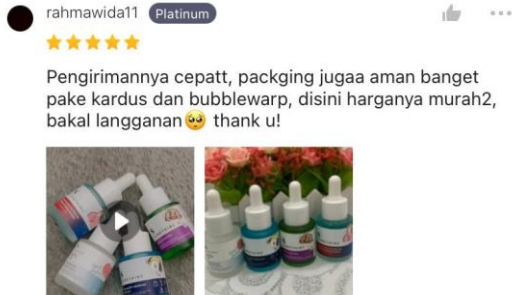 rahmawida11 Platinum
Pengirimannya cepatt, packging jugaa aman banget
pake kardus dan bubblewarp, disini harganya murah2,
bakal langganan🥺 thank u!